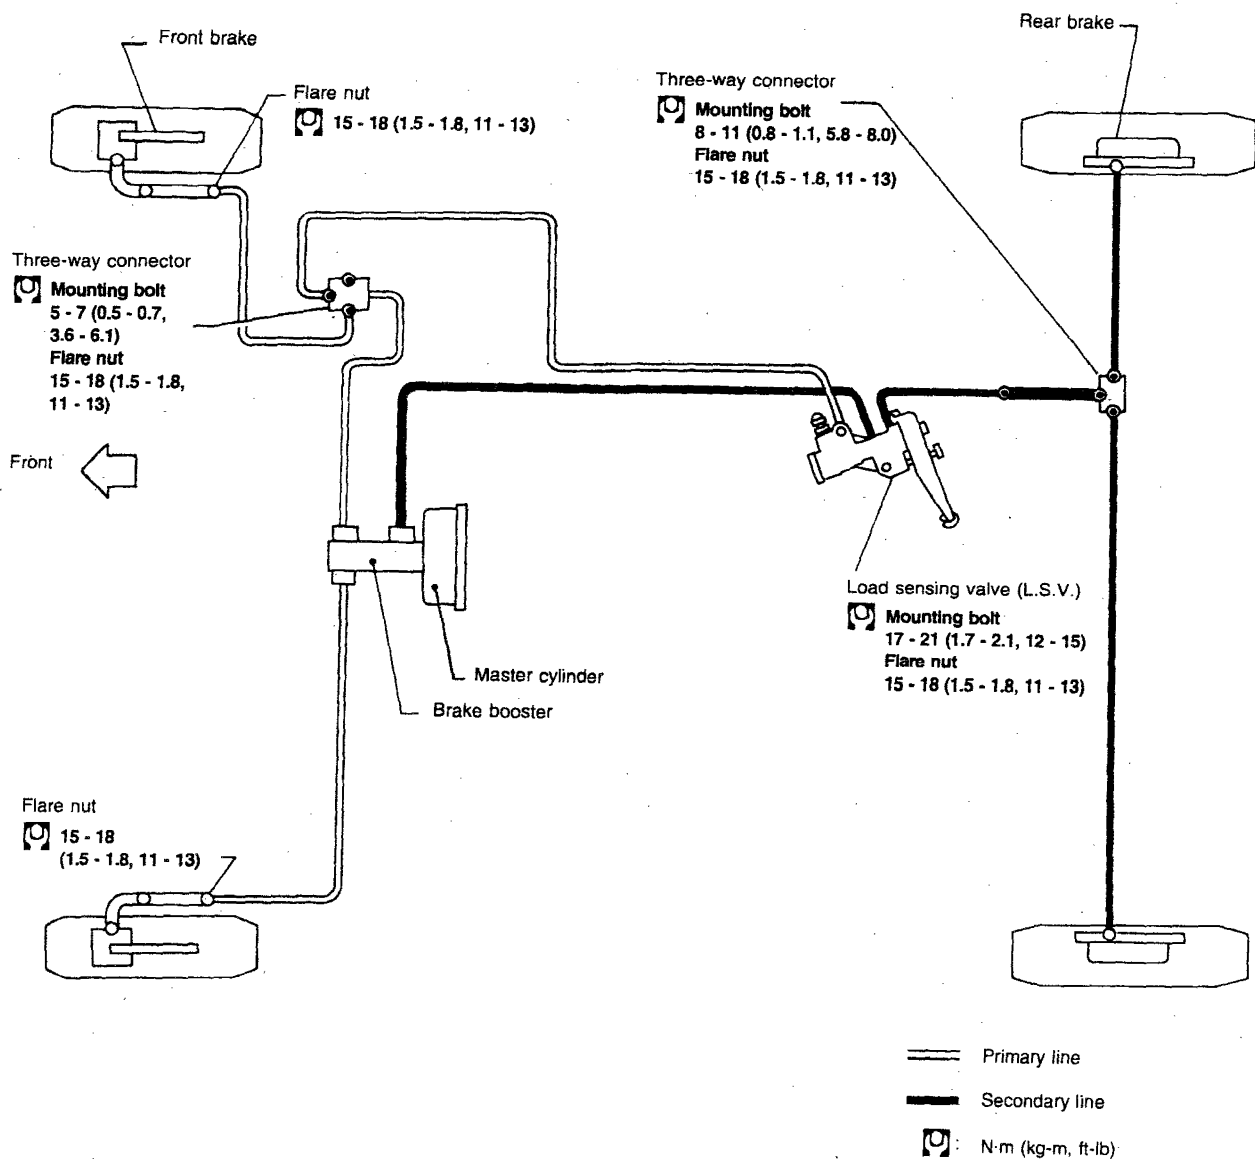 Front brake
Flare nut
15 - 18 (1.5 - 1.8, 11 - 13)
Three-way connector
Mounting bolt
8 - 11 (0.8 - 1.1, 5.8 - 8.0)
Flare nut
15 - 18 (1.5 - 1.8, 11 - 13)
Rear brake
Three-way connector
Mounting bolt
5 - 7 (0.5 - 0.7,
3.6 - 6.1)
Flare nut
15 - 18 (1.5 - 1.8,
11 - 13)
Front
Load sensing valve (L.S.V.)
Mounting bolt
17 - 21 (1.7 - 2.1, 12 - 15)
Flare nut
15 - 18 (1.5 - 1.8, 11 - 13)
Master cylinder
Brake booster
Flare nut
15 - 18
(1.5 - 1.8, 11 - 13)
Primary line
Secondary line
: N·m (kg-m, ft-lb)